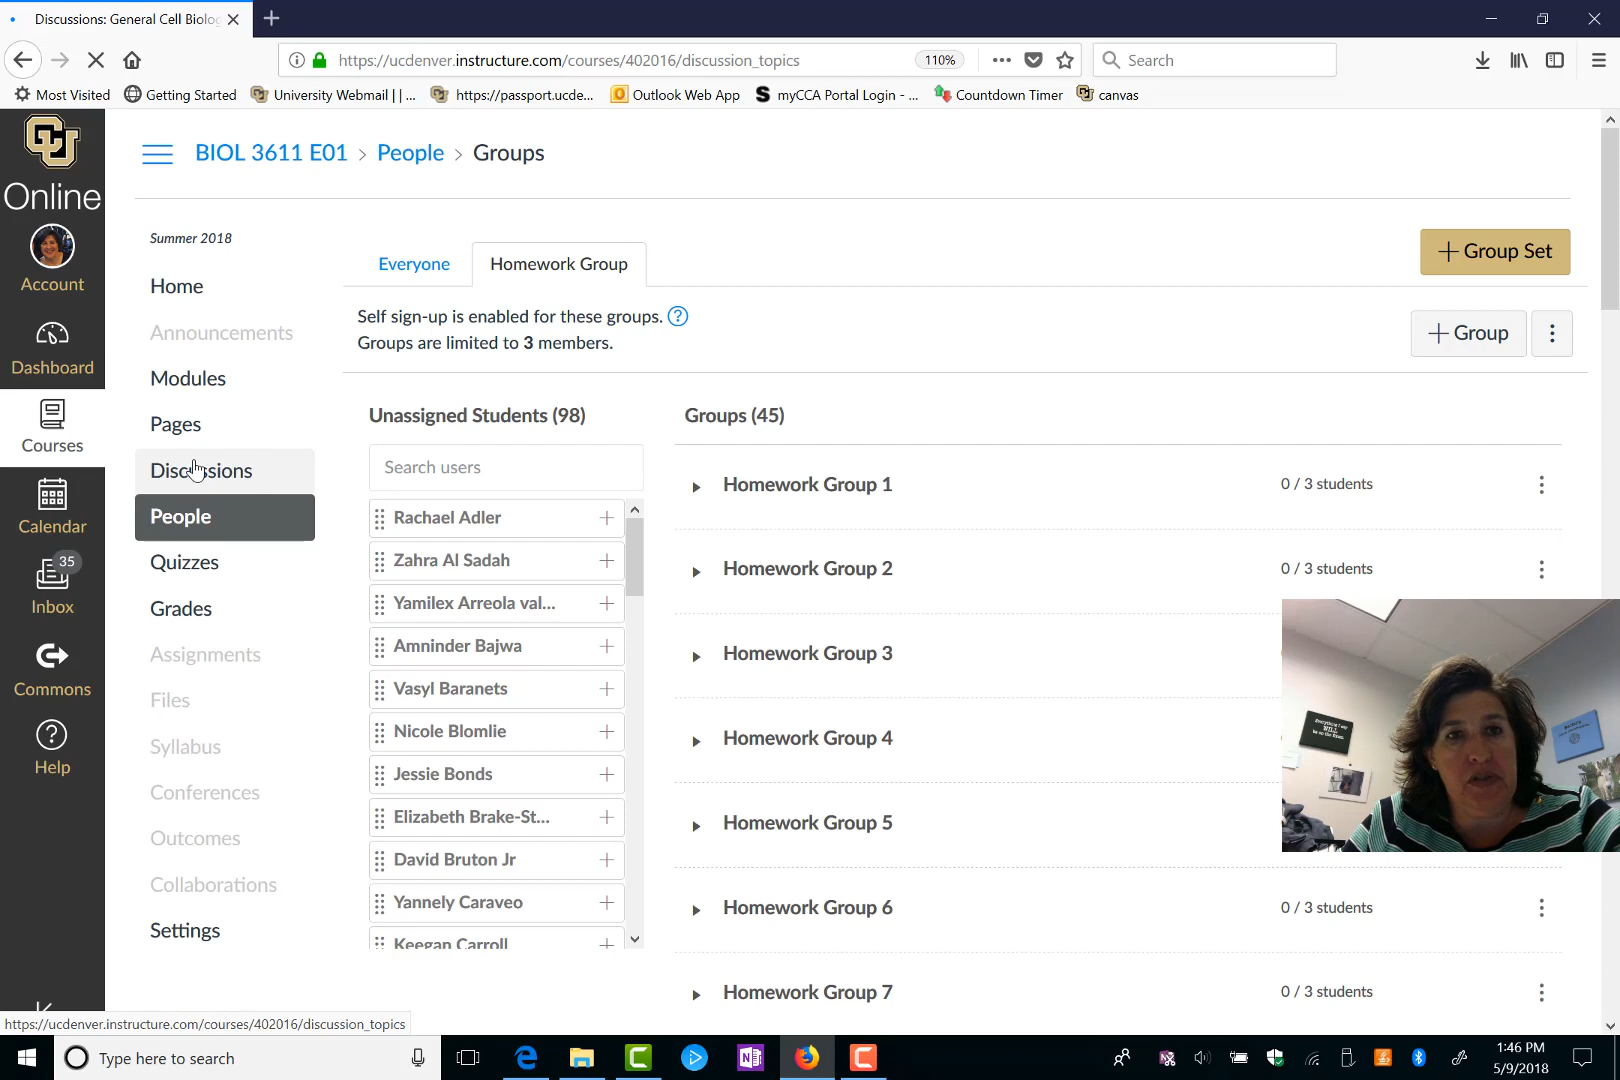 Discussions: General Cell Biolog
https://ucdenver.instructure.com/courses/402016/discussion_topics
110%
Search
Most Visited
Getting Started
University Webmail | | ...
https://passport.ucde...
Outlook Web App
myCCA Portal Login - ...
Countdown Timer
canvas
Online
Account
Dashboard
Courses
Calendar
35
Inbox
Commons
Help
BIOL 3611 E01 > People > Groups
Summer 2018
Home
Announcements
Modules
Pages
Discussions
People
Quizzes
Grades
Assignments
Files
Syllabus
Conferences
Outcomes
Collaborations
Settings
Everyone
Homework Group
+ Group Set
Self sign-up is enabled for these groups. ?
Groups are limited to 3 members.
+ Group
Unassigned Students (98)
Search users
Rachael Adler
Zahra Al Sadah
Yamilex Arreola val...
Amninder Bajwa
Vasyl Baranets
Nicole Blomlie
Jessie Bonds
Elizabeth Brake-St...
David Bruton Jr
Yannely Caraveo
Keegan Carroll
Groups (45)
Homework Group 1
0 / 3 students
Homework Group 2
0 / 3 students
Homework Group 3
Homework Group 4
Homework Group 5
Homework Group 6
0 / 3 students
Homework Group 7
0 / 3 students
Everything I say
WILL
be on the Exam
https://ucdenver.instructure.com/courses/402016/discussion_topics
Type here to search
1:46 PM
5/9/2018